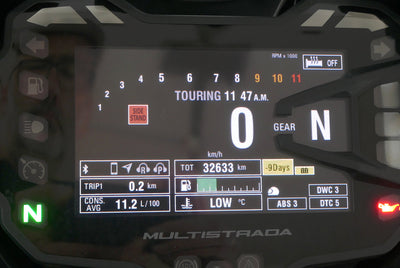 RPM x 1000
OFF
1 2 3 4 5 6 7 8 9 10 11
TOURING 11 47 A.M.
SIDE STAND
0 GEAR N
km/h
TOT 32633 km
-9Days
TRIP1 0.2 km
CONS. AVG 11.2 L/100
LOW °C
DWC 3
ABS 3 DTC 5
N
MULTISTRADA